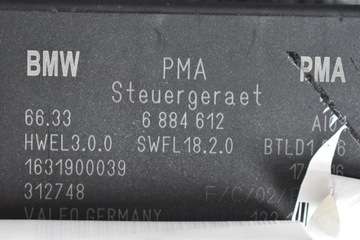 BMW PMA PMA
Steuergeraet
66.33 6 884 612
HWEL3.0.0 SWFL18.2.0
1631900039
312748
VALEO GERMANY